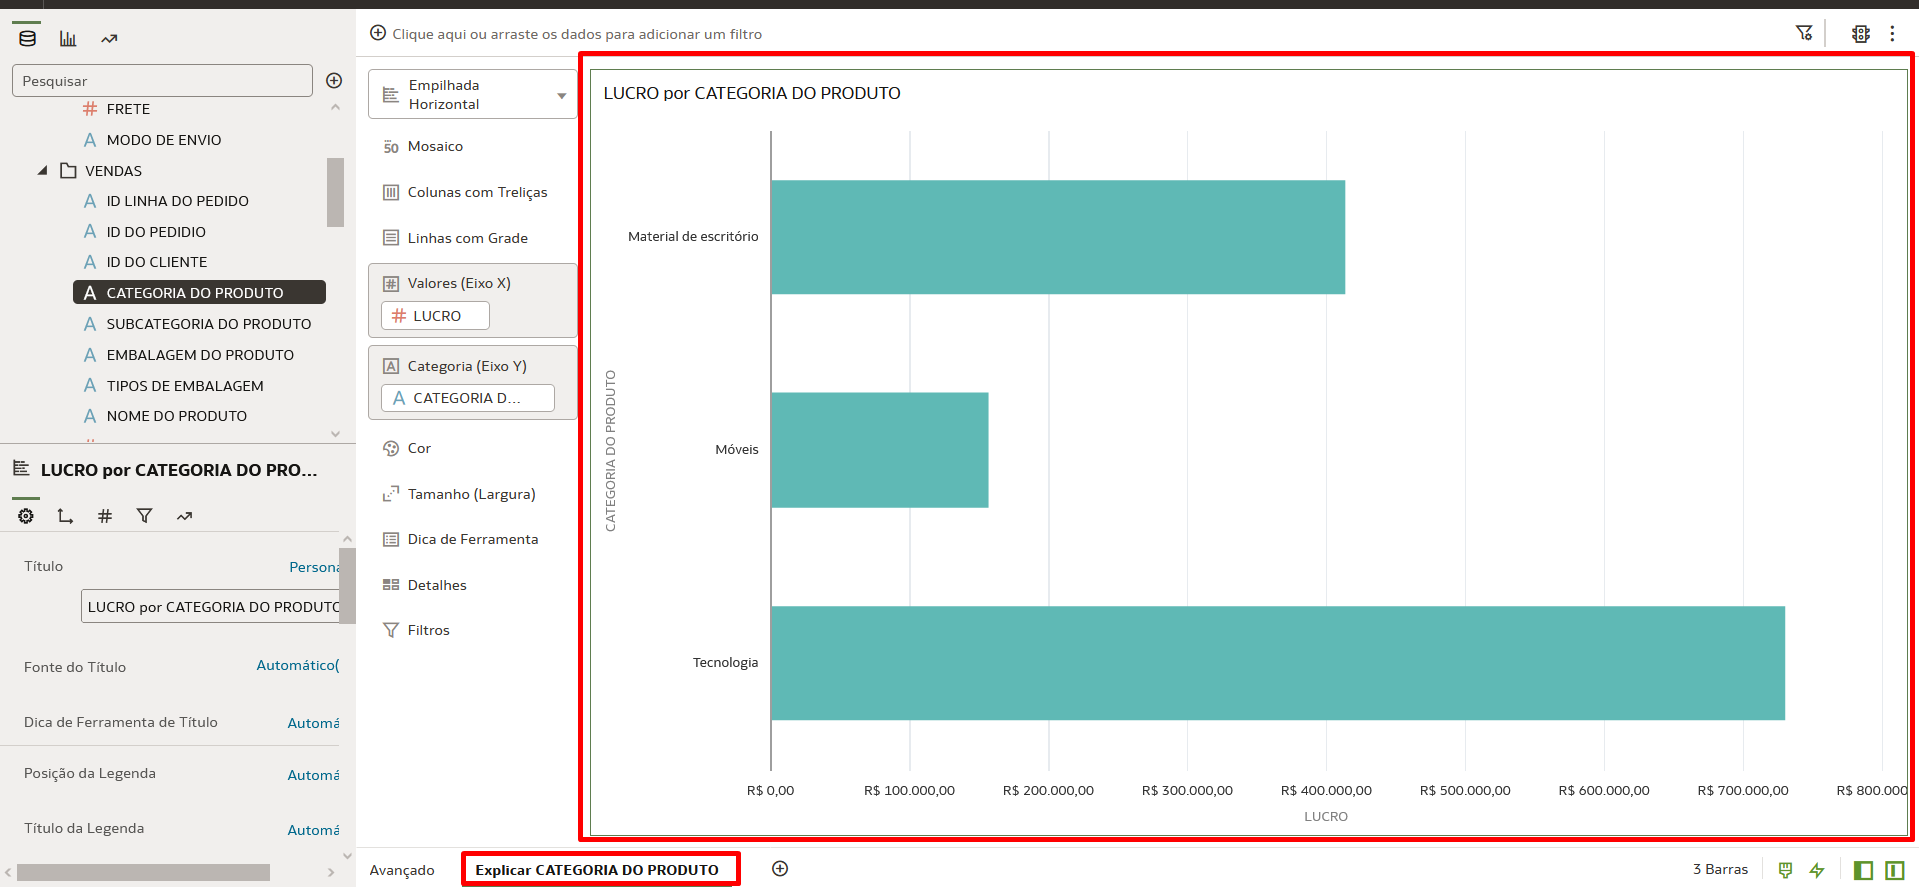 Clique aqui ou arraste os dados para adicionar um filtro
Pesquisar
FRETE
MODO DE ENVIO
VENDAS
ID LINHA DO PEDIDO
ID DO PEDIDIO
ID DO CLIENTE
CATEGORIA DO PRODUTO
SUBCATEGORIA DO PRODUTO
EMBALAGEM DO PRODUTO
TIPOS DE EMBALAGEM
NOME DO PRODUTO
LUCRO por CATEGORIA DO PRO...
Título
Persona
LUCRO por CATEGORIA DO PRODUTO
Fonte do Título
Automático(
Dica de Ferramenta de Título
Automá
Posição da Legenda
Automá
Título da Legenda
Automá
Empilhada
Horizontal
50 Mosaico
Colunas com Treliças
Linhas com Grade
Valores (Eixo X)
LUCRO
Categoria (Eixo Y)
CATEGORIA D...
Cor
Tamanho (Largura)
Dica de Ferramenta
Detalhes
Filtros
LUCRO por CATEGORIA DO PRODUTO
CATEGORIA DO PRODUTO
Material de escritório
Móveis
Tecnologia
R$ 0,00 R$ 100.000,00 R$ 200.000,00 R$ 300.000,00 R$ 400.000,00 R$ 500.000,00 R$ 600.000,00 R$ 700.000,00 R$ 800.000
LUCRO
Avançado Explicar CATEGORIA DO PRODUTO
3 Barras